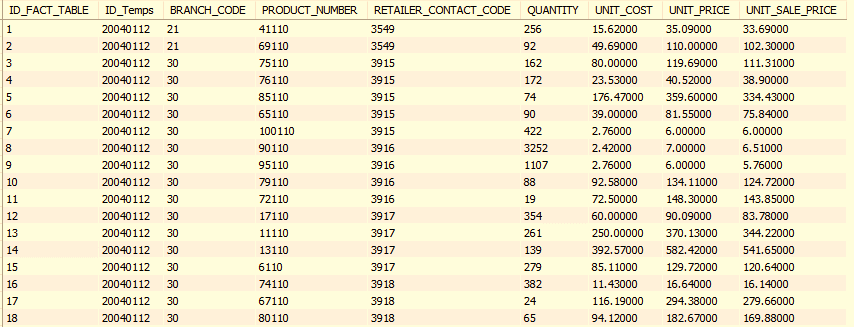 ID_FACT_TABLE ID_Temps BRANCH_CODE PRODUCT_NUMBER RETAILER_CONTACT_CODE QUANTITY UNIT_COST UNIT_PRICE UNIT_SALE_PRICE
1 20040112 21 41110 3549 256 15.62000 35.09000 33.69000
2 20040112 21 69110 3549 92 49.69000 110.00000 102.30000
3 20040112 30 75110 3915 162 80.00000 119.69000 111.31000
4 20040112 30 76110 3915 172 23.53000 40.52000 38.90000
5 20040112 30 85110 3915 74 176.47000 359.60000 334.43000
6 20040112 30 65110 3915 90 39.00000 81.55000 75.84000
7 20040112 30 100110 3915 422 2.76000 6.00000 6.00000
8 20040112 30 90110 3916 3252 2.42000 7.00000 6.51000
9 20040112 30 95110 3916 1107 2.76000 6.00000 5.76000
10 20040112 30 79110 3916 88 92.58000 134.11000 124.72000
11 20040112 30 72110 3916 19 72.50000 148.30000 143.85000
12 20040112 30 17110 3917 354 60.00000 90.09000 83.78000
13 20040112 30 11110 3917 261 250.00000 370.13000 344.22000
14 20040112 30 13110 3917 139 392.57000 582.42000 541.65000
15 20040112 30 6110 3917 279 85.11000 129.72000 120.64000
16 20040112 30 74110 3918 382 11.43000 16.64000 16.14000
17 20040112 30 67110 3918 24 116.19000 294.38000 279.66000
18 20040112 30 80110 3918 65 94.12000 182.67000 169.88000